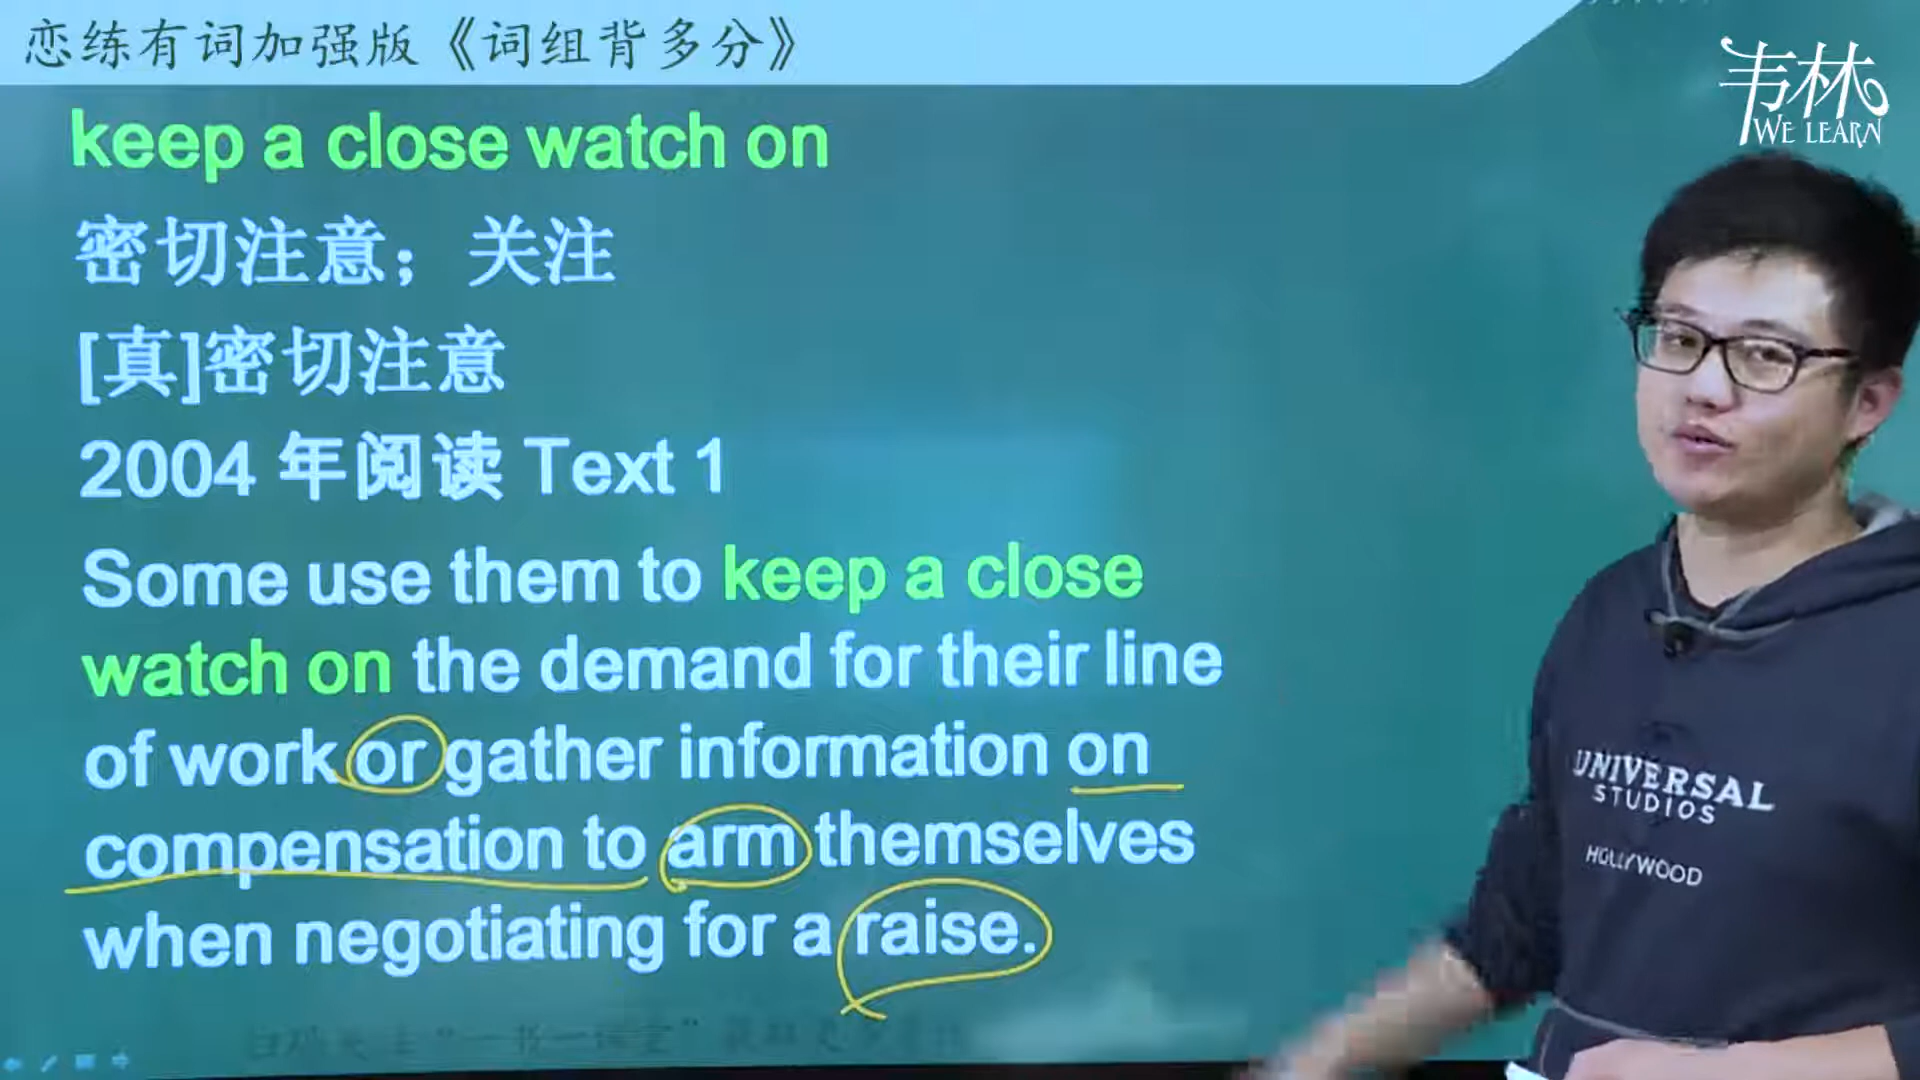 恋练有词加强版《词组背多分》
韦林
WE LEARN
keep a close watch on
密切注意；关注
[真]密切注意
2004 年阅读 Text 1
Some use them to keep a close
watch on the demand for their line
of work or gather information on
compensation to arm themselves
when negotiating for a raise.
UNIVERSAL
STUDIOS
HOLLYWOOD